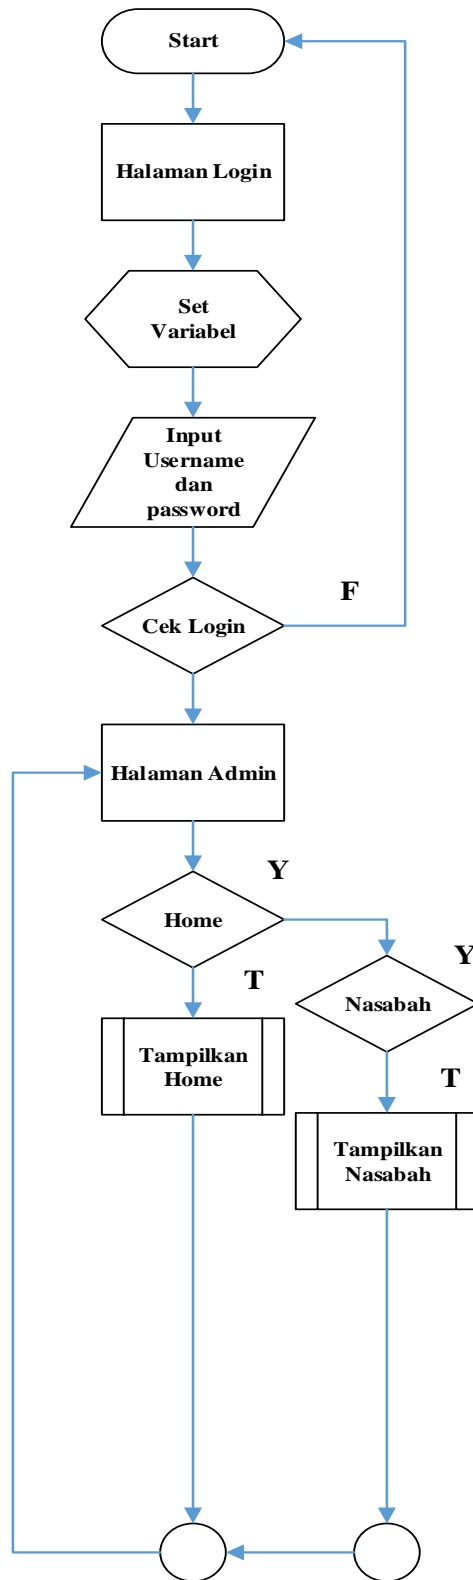 Start
Halaman Login
Set
Variabel
Input
Username
dan
password
F
Cek Login
Halaman Admin
Y
Home
Y
T
Nasabah
Tampilkan
Home
T
Tampilkan
Nasabah